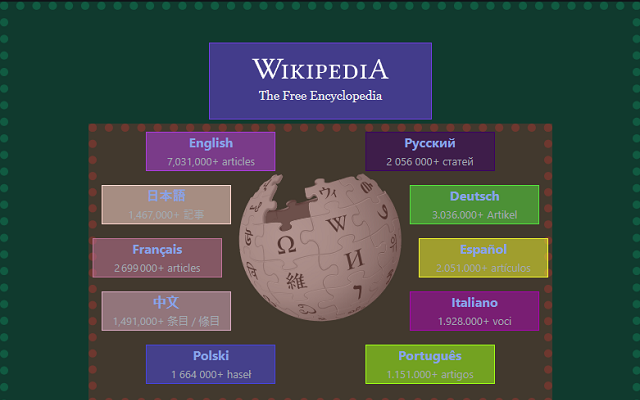 WIKIPEDIA
The Free Encyclopedia
English
7,031,000+ articles
Русский
2 056 000+ статей
日本語
1,467,000+ 記事
Deutsch
3.036.000+ Artikel
Français
2 699 000+ articles
Español
2.051.000+ artículos
中文
1,491,000+ 条目 / 條目
Italiano
1.928.000+ voci
Polski
1 664 000+ haseł
Português
1.151.000+ artigos
Ω
W
И
維
ウィ